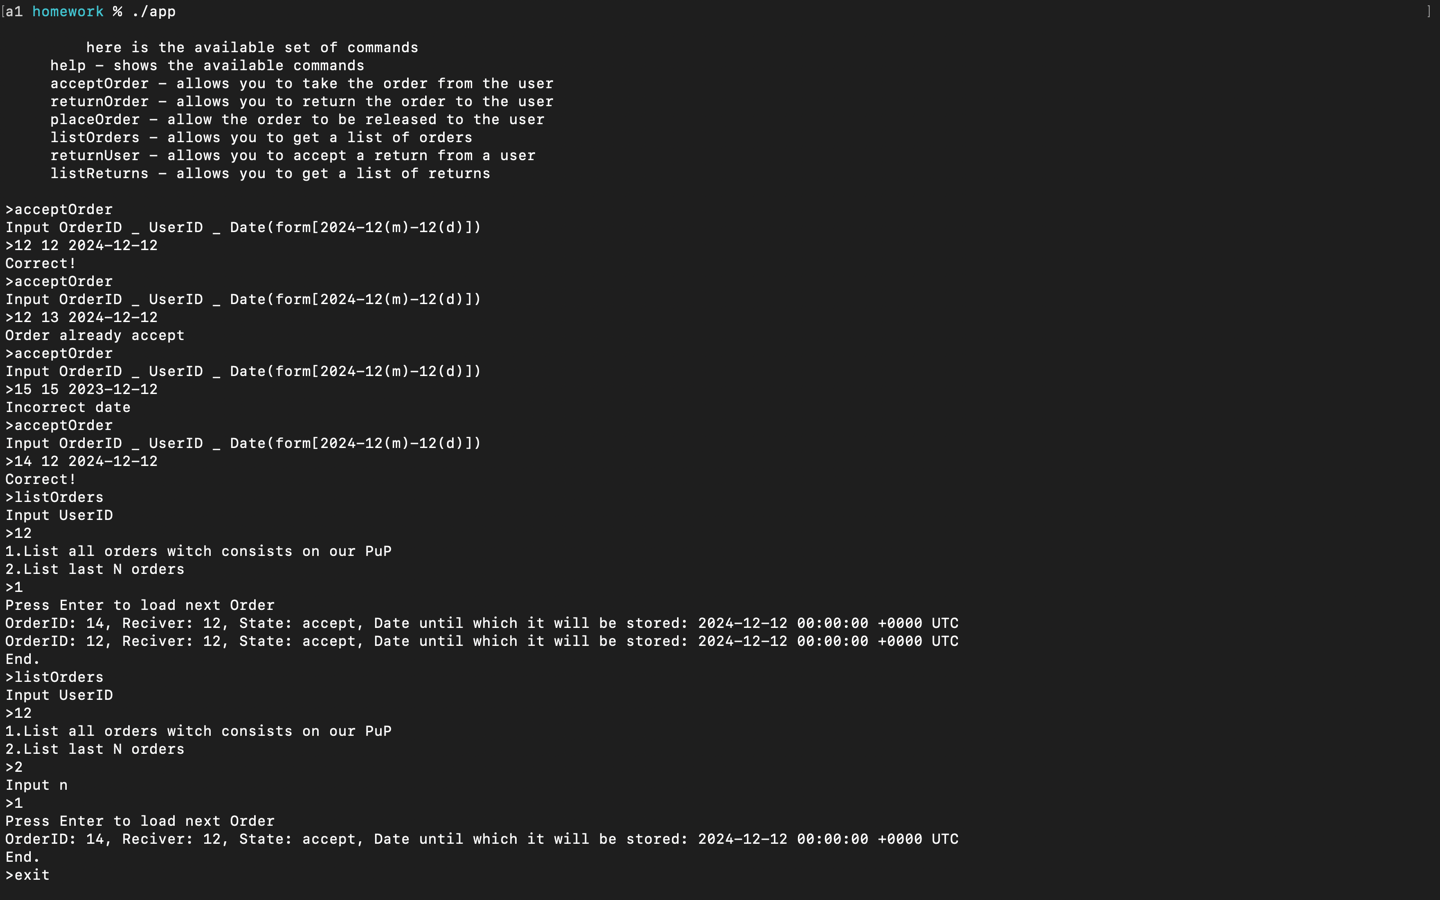 [a1 homework % ./app ]
here is the available set of commands
help – shows the available commands
acceptOrder – allows you to take the order from the user
returnOrder – allows you to return the order to the user
placeOrder – allow the order to be released to the user
listOrders – allows you to get a list of orders
returnUser – allows you to accept a return from a user
listReturns – allows you to get a list of returns
>acceptOrder
Input OrderID _ UserID _ Date(form[2024-12(m)-12(d)])
>12 12 2024-12-12
Correct!
>acceptOrder
Input OrderID _ UserID _ Date(form[2024-12(m)-12(d)])
>12 13 2024-12-12
Order already accept
>acceptOrder
Input OrderID _ UserID _ Date(form[2024-12(m)-12(d)])
>15 15 2023-12-12
Incorrect date
>acceptOrder
Input OrderID _ UserID _ Date(form[2024-12(m)-12(d)])
>14 12 2024-12-12
Correct!
>listOrders
Input UserID
>12
1.List all orders witch consists on our PuP
2.List last N orders
>1
Press Enter to load next Order
OrderID: 14, Reciver: 12, State: accept, Date until which it will be stored: 2024-12-12 00:00:00 +0000 UTC
OrderID: 12, Reciver: 12, State: accept, Date until which it will be stored: 2024-12-12 00:00:00 +0000 UTC
End.
>listOrders
Input UserID
>12
1.List all orders witch consists on our PuP
2.List last N orders
>2
Input n
>1
Press Enter to load next Order
OrderID: 14, Reciver: 12, State: accept, Date until which it will be stored: 2024-12-12 00:00:00 +0000 UTC
End.
>exit